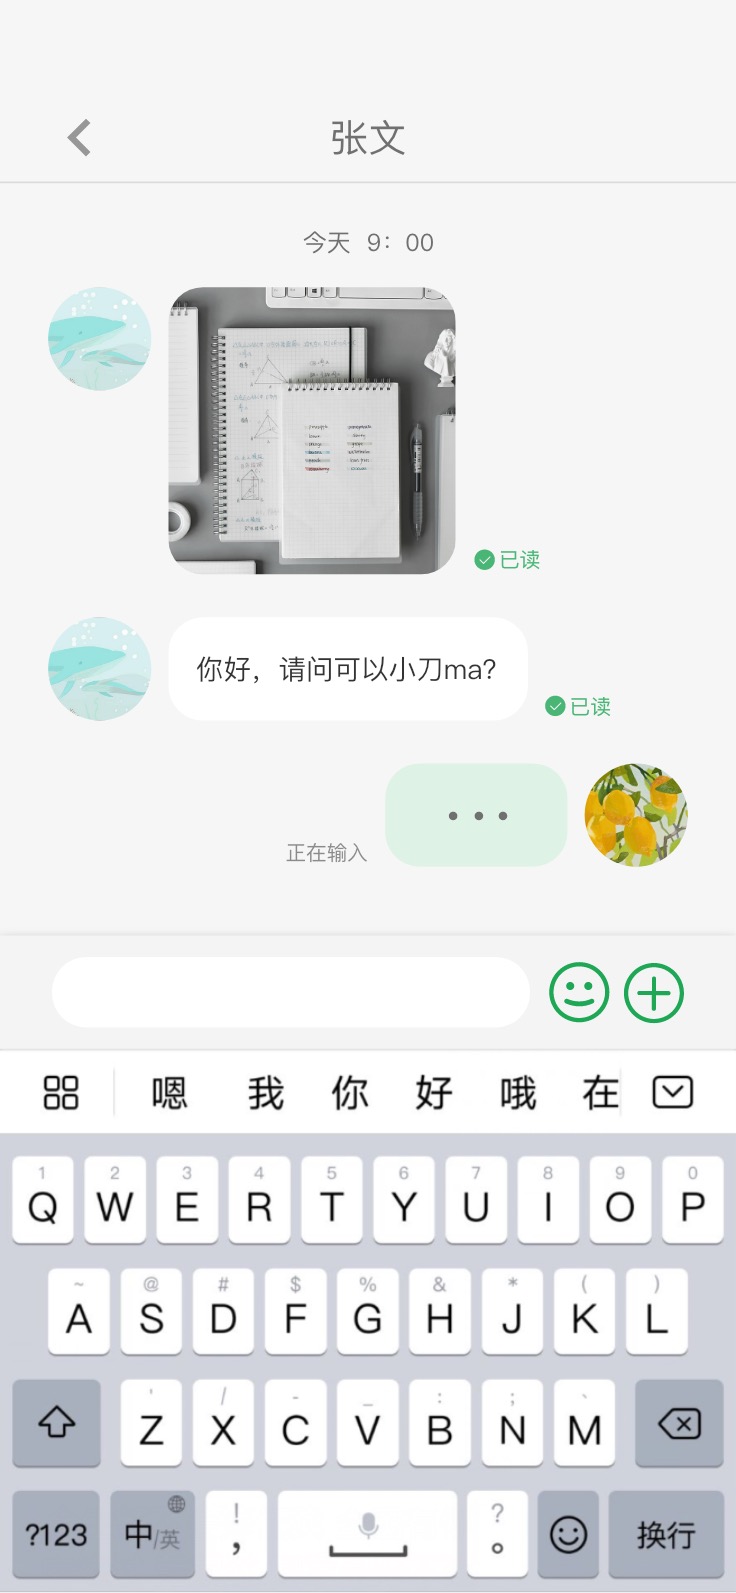 张文
今天 9：00
已读
你好，请问可以小刀ma?
已读
正在输入
嗯 我 你 好 哦 在
1 2 3 4 5 6 7 8 9 0
Q W E R T Y U I O P
~ @ # $ % & * ( )
A S D F G H J K L
' / - _ : ; 、
Z X C V B N M
! ?
?123 中/英 , 。 换行